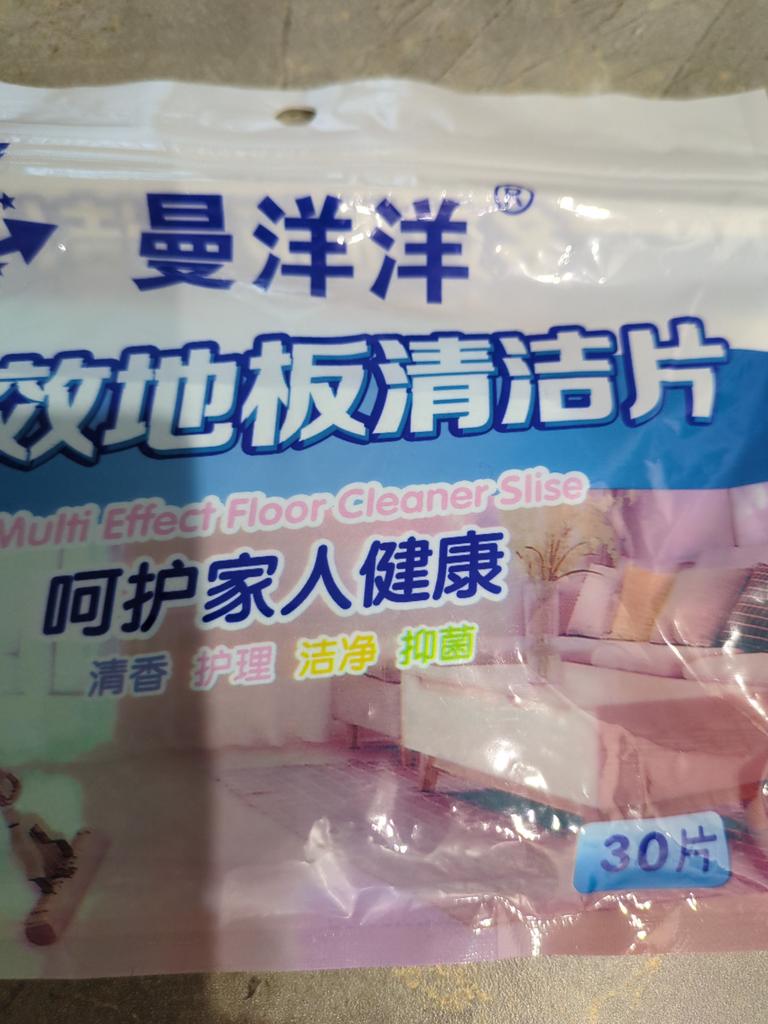 曼洋洋®
效地板清洁片
Multi Effect Floor Cleaner Slise
呵护家人健康
清香 护理 洁净 抑菌
30片